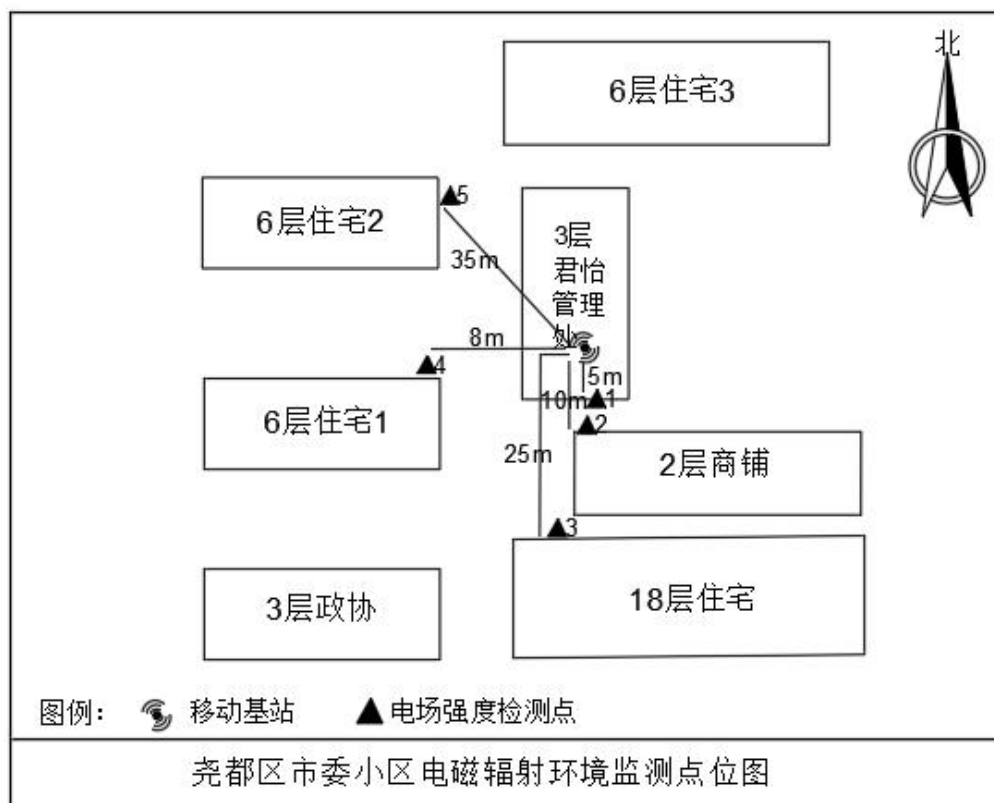 北
6层住宅3
6层住宅2
▲5
35m
3层
君怡
管理
处
8m
▲4
5m
▲1
10m
▲2
6层住宅1
25m
2层商铺
▲3
18层住宅
3层政协
图例： 移动基站 ▲电场强度检测点
尧都区市委小区电磁辐射环境监测点位图